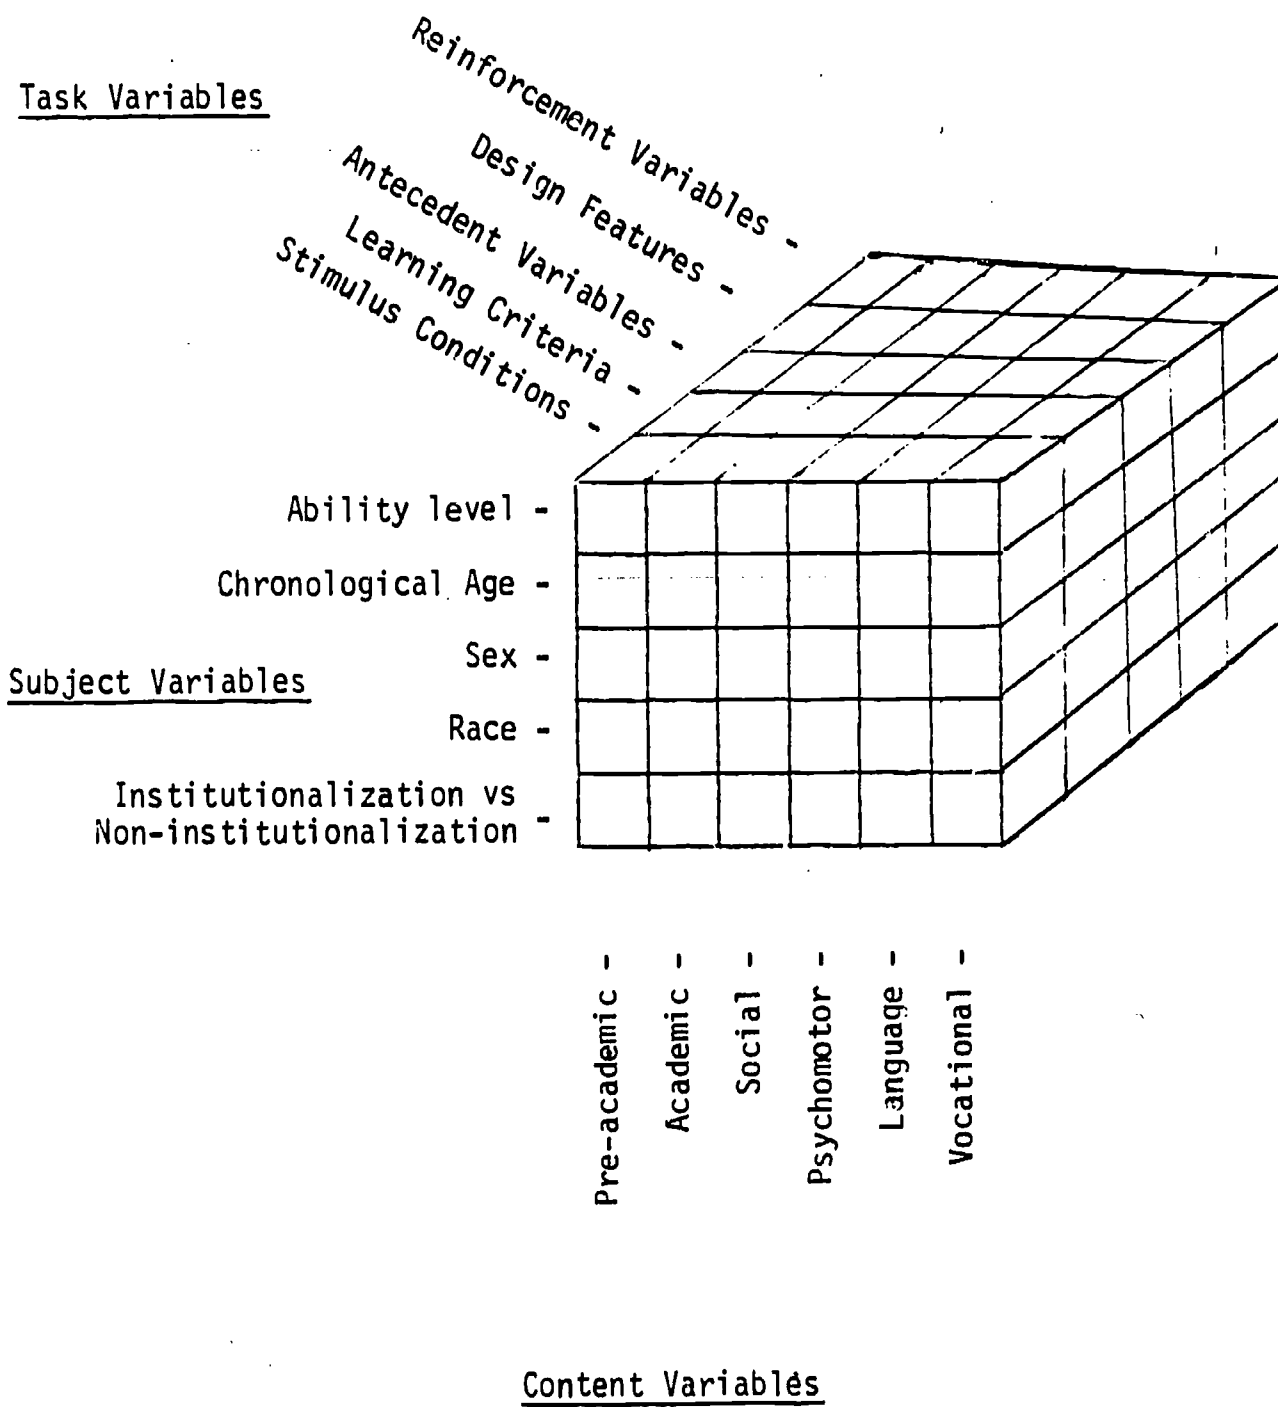 Task Variables
Reinforcement Variables -
Design Features -
Antecedent Variables -
Learning Criteria -
Stimulus Conditions -
Ability level -
Chronological Age -
Sex -
Subject Variables
Race -
Institutionalization vs
Non-institutionalization -
Pre-academic -
Academic -
Social -
Psychomotor -
Language -
Vocational -
Content Variables